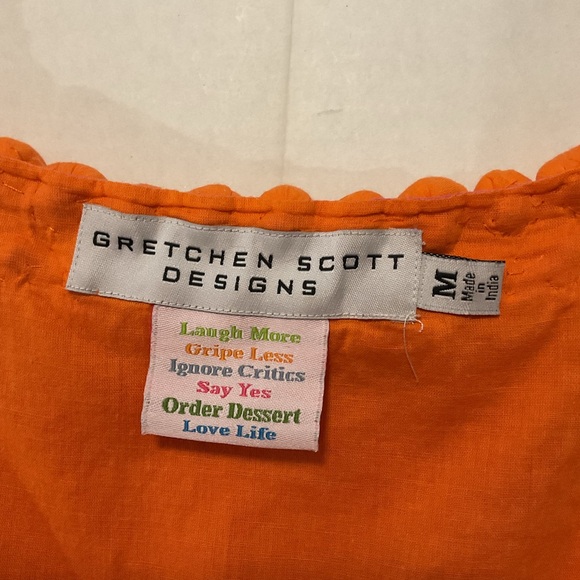 GRETCHEN SCOTT
DESIGNS
M
Made
in
India
Laugh More
Gripe Less
Ignore Critics
Say Yes
Order Dessert
Love Life